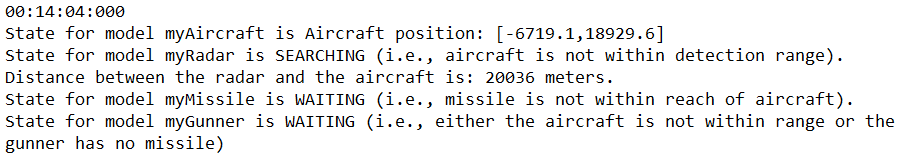 00:14:04:000
State for model myAircraft is Aircraft position: [-6719.1,18929.6]
State for model myRadar is SEARCHING (i.e., aircraft is not within detection range).
Distance between the radar and the aircraft is: 20036 meters.
State for model myMissile is WAITING (i.e., missile is not within reach of aircraft).
State for model myGunner is WAITING (i.e., either the aircraft is not within range or the
gunner has no missile)